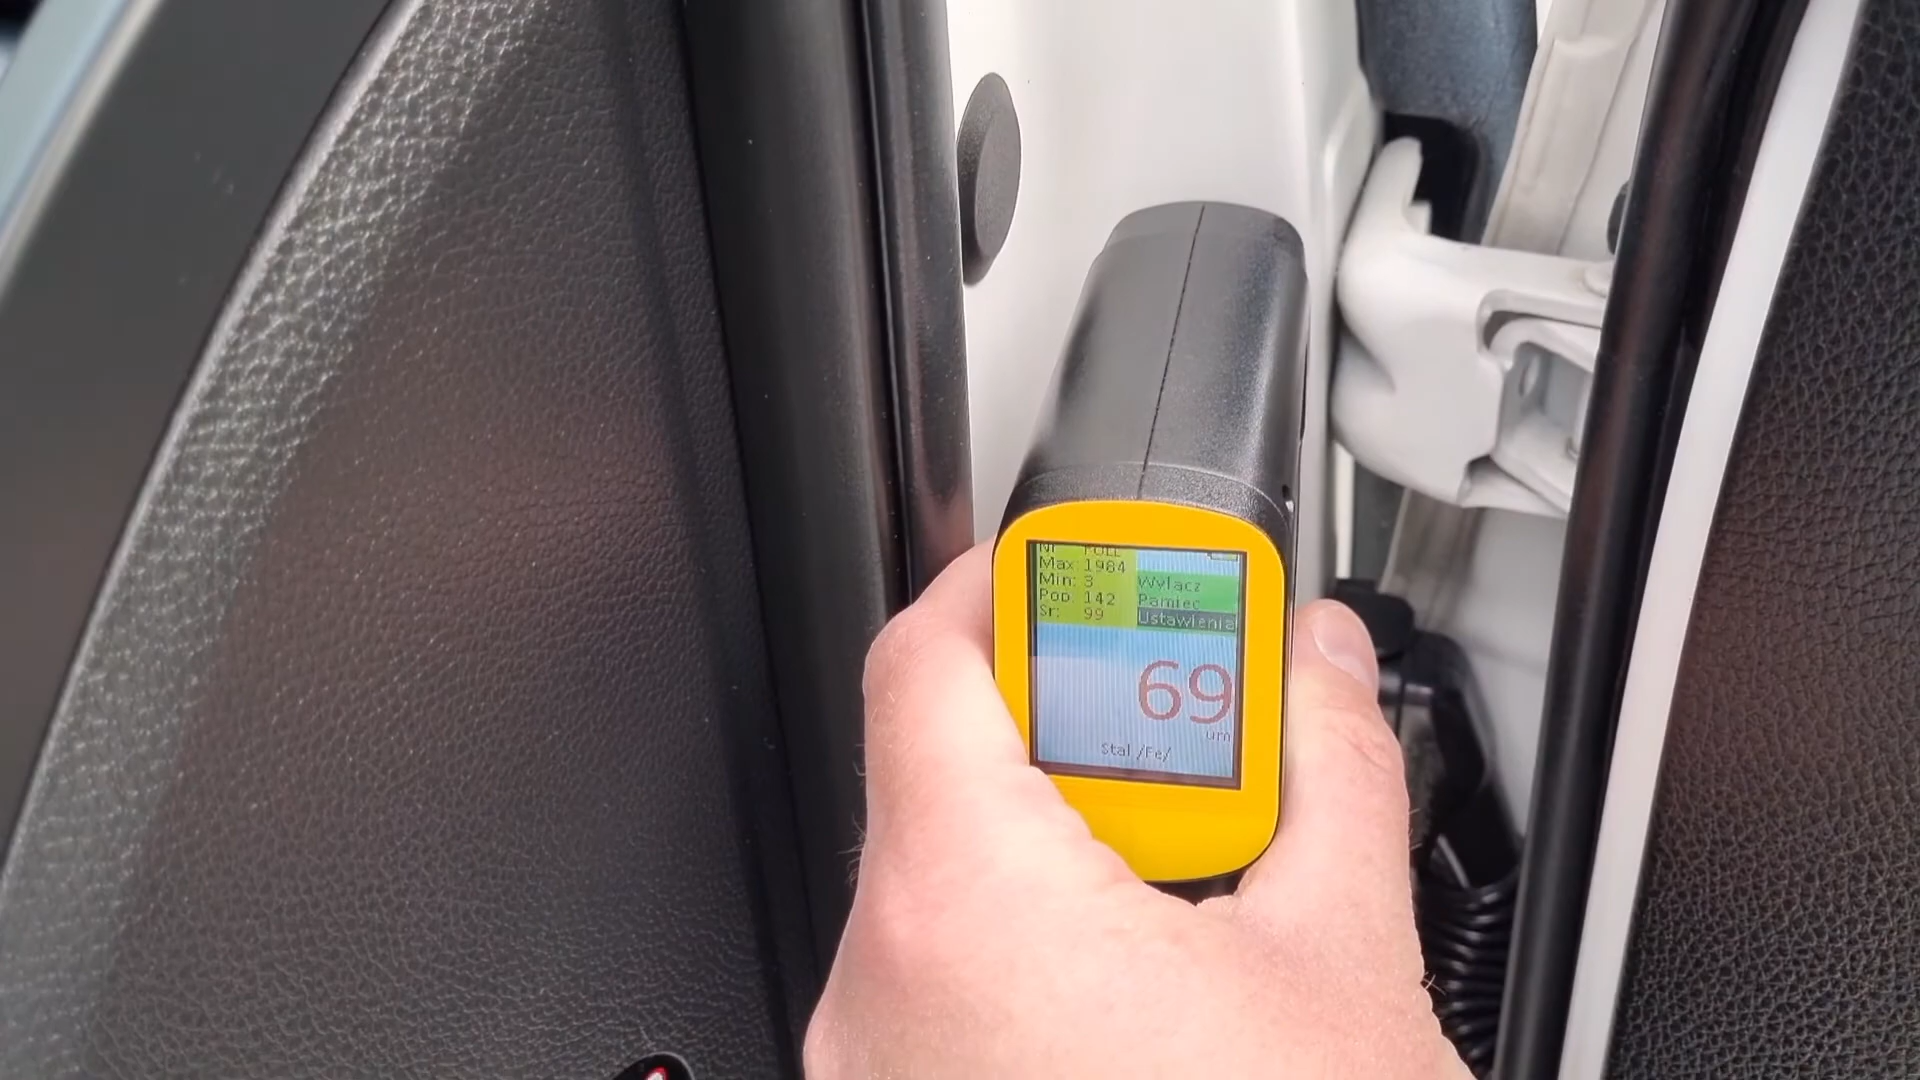 Max: 1984
Min: 3
Pop: 142
Sr: 99
Wylacz
Pamiec
Ustawienia
69
um
Stal /Fe/